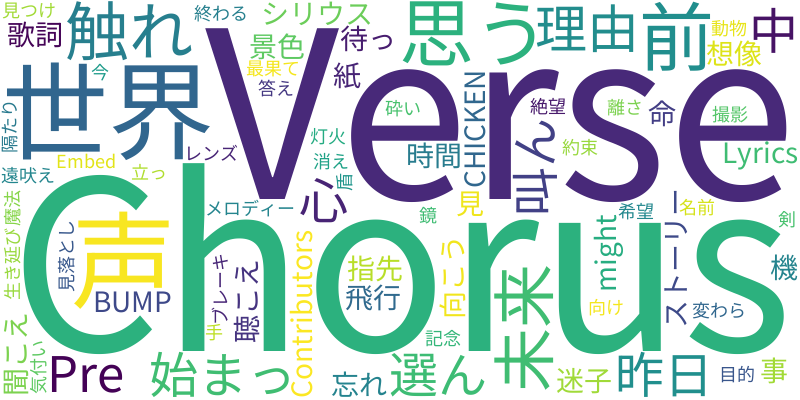 見つけ 終わる シリウス 思う 理由 前 動物 中
歌詞 触れ 景色 待っ 想像
今 最果て 答え 紙
世界 Verse
隔たり レンズ 灯火 消え 盾 砕い 絶望 離さ 命 撮影
Embed 遠吠え 立っ 時間 CHICKEN 叫ん 約束 Lyrics
生き延び 魔法 声 メロディー 心 鏡 見 希望 名前 剣
Chorus
見落とし BUMP ブレーキ 聴こえ Contributors 指先 飛行 向こう 未来 might ストーリー 機
聞こえ 気付い 手 記念 向け 変わら
Pre 始まっ 忘れ 選ん 迷子 昨日 目的 事